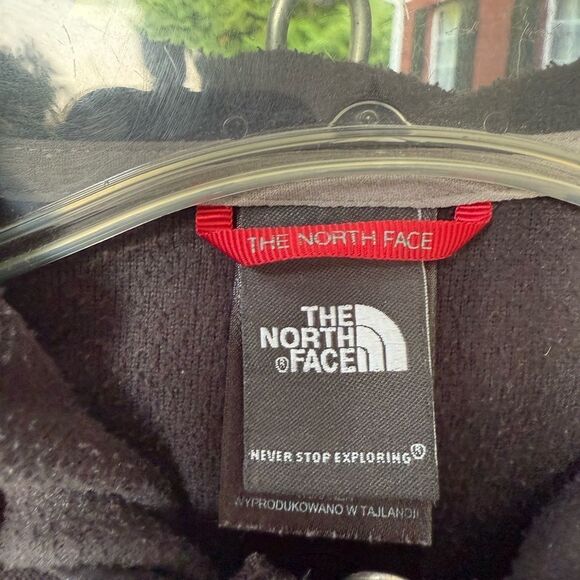 THE NORTH FACE
THE
NORTH
®FACE
NEVER STOP EXPLORING®
WYPRODUKOWANO W TAJLANDII